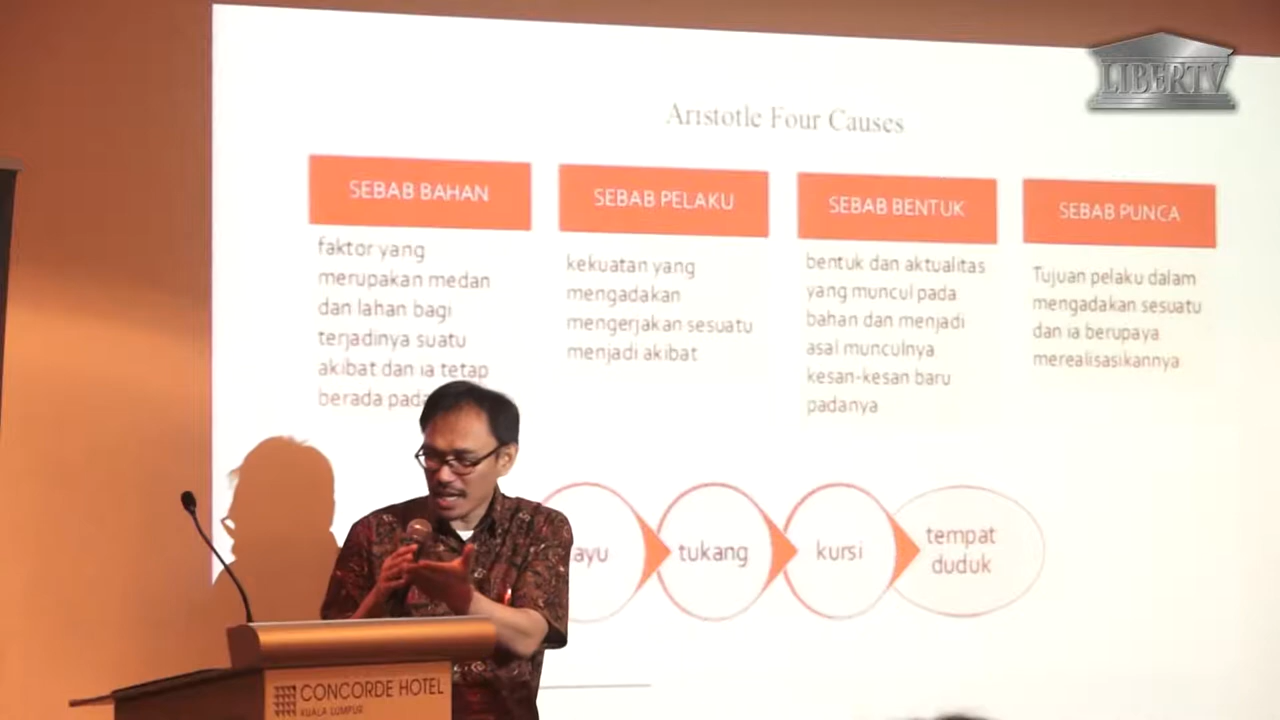 LIBERTV
Aristotle Four Causes
SEBAB BAHAN
faktor yang
merupakan medan
dan lahan bagi
terjadinya suatu
akibat dan ia tetap
berada pada
SEBAB PELAKU
kekuatan yang
mengadakan
mengerjakan sesuatu
menjadi akibat
SEBAB BENTUK
bentuk dan aktualitas
yang muncul pada
bahan dan menjadi
asal munculnya
kesan-kesan baru
padanya
SEBAB PUNCA
Tujuan pelaku dalam
mengadakan sesuatu
dan ia berupaya
merealisasikannya
ayu
tukang
kursi
tempat
duduk
CONCORDE HOTEL
KUALA LUMPUR